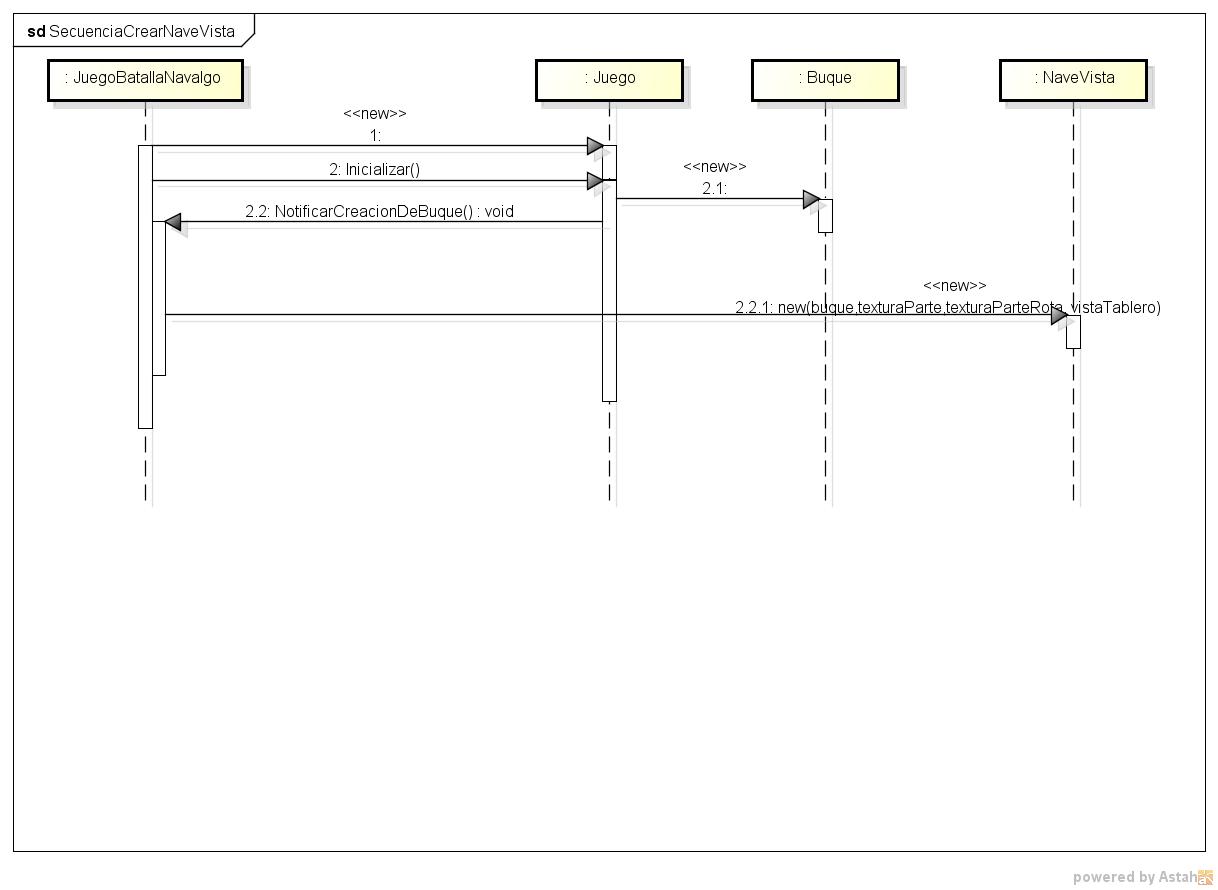 sd SecuenciaCrearNaveVista
: JuegoBatallaNavalgo
: Juego
: Buque
: NaveVista
<<new>>
1:
2: Inicializar()
<<new>>
2.1:
2.2: NotificarCreacionDeBuque() : void
<<new>>
2.2.1: new(buque,texturaParte,texturaParteRota, vistaTablero)
powered by Astah